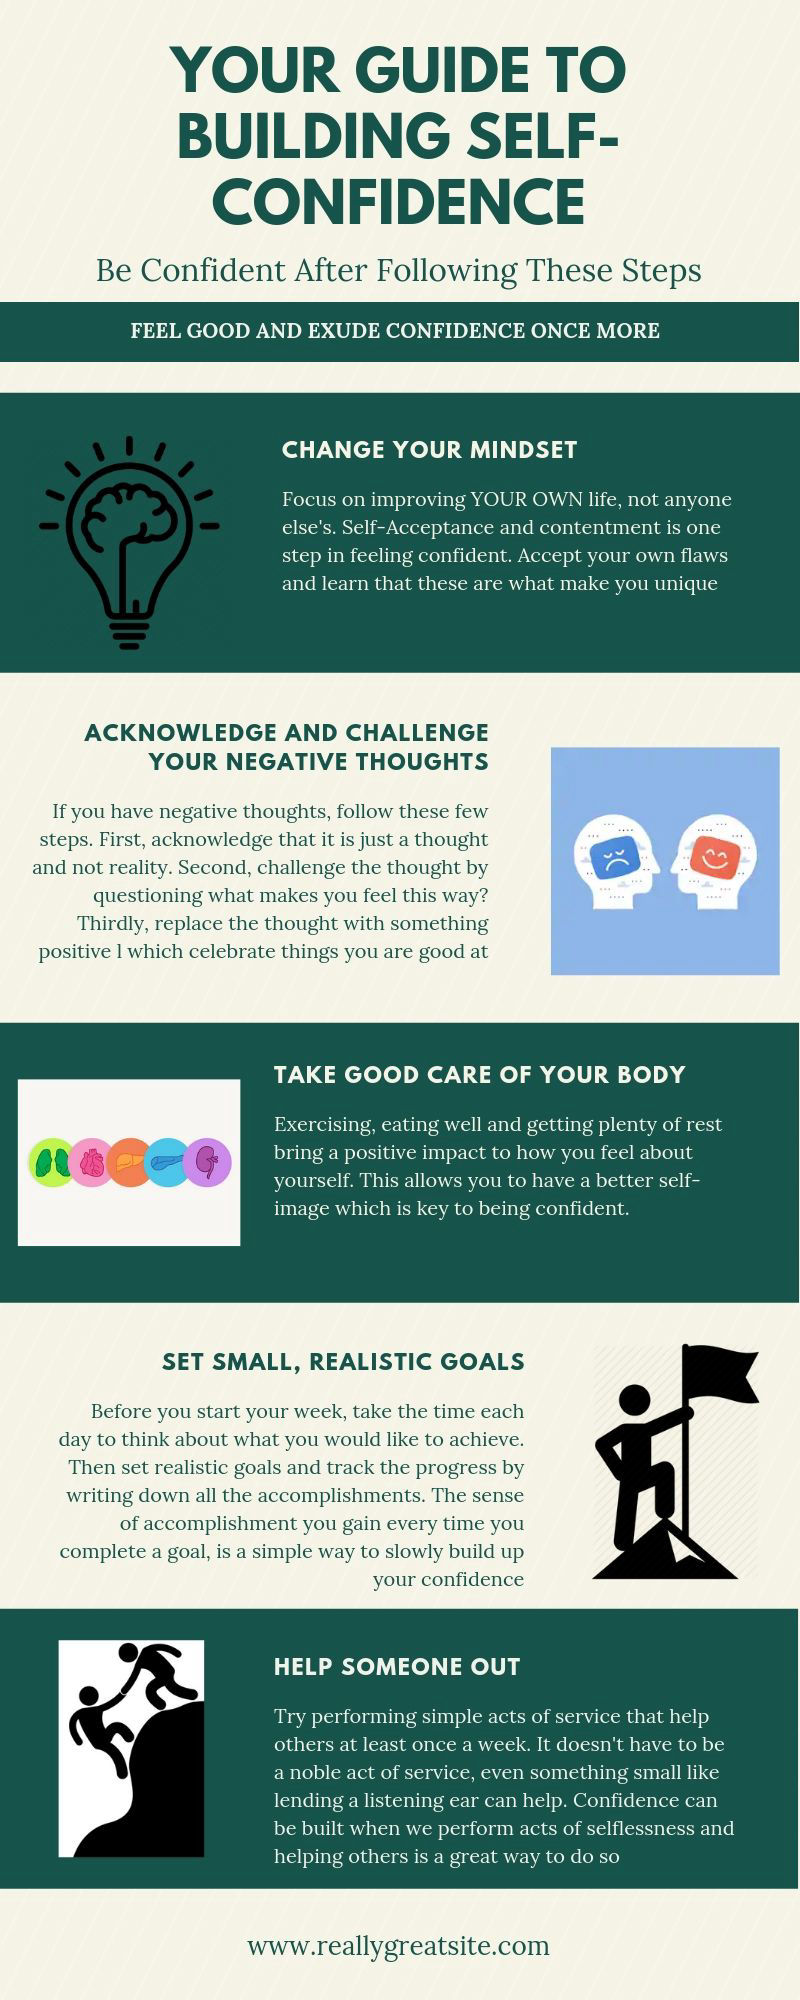 YOUR GUIDE TO
BUILDING SELF-
CONFIDENCE
Be Confident After Following These Steps
FEEL GOOD AND EXUDE CONFIDENCE ONCE MORE
CHANGE YOUR MINDSET
Focus on improving YOUR OWN life, not anyone
else's. Self-Acceptance and contentment is one
step in feeling confident. Accept your own flaws
and learn that these are what make you unique
ACKNOWLEDGE AND CHALLENGE
YOUR NEGATIVE THOUGHTS
If you have negative thoughts, follow these few
steps. First, acknowledge that it is just a thought
and not reality. Second, challenge the thought by
questioning what makes you feel this way?
Thirdly, replace the thought with something
positive l which celebrate things you are good at
TAKE GOOD CARE OF YOUR BODY
Exercising, eating well and getting plenty of rest
bring a positive impact to how you feel about
yourself. This allows you to have a better self-
image which is key to being confident.
SET SMALL, REALISTIC GOALS
Before you start your week, take the time each
day to think about what you would like to achieve.
Then set realistic goals and track the progress by
writing down all the accomplishments. The sense
of accomplishment you gain every time you
complete a goal, is a simple way to slowly build up
your confidence
HELP SOMEONE OUT
Try performing simple acts of service that help
others at least once a week. It doesn't have to be
a noble act of service, even something small like
lending a listening ear can help. Confidence can
be built when we perform acts of selflessness and
helping others is a great way to do so
www.reallygreatsite.com